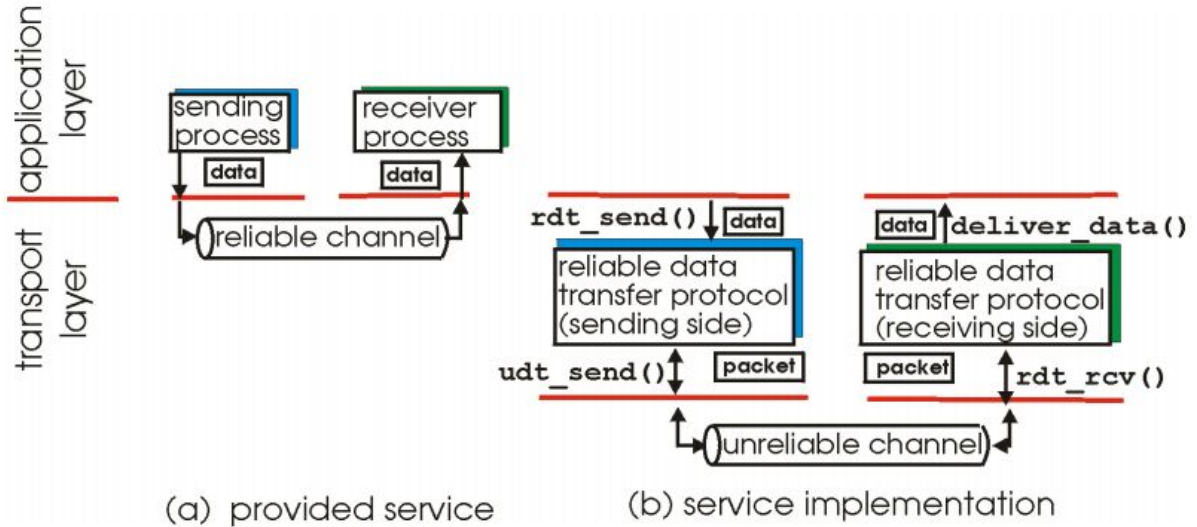 application
layer
transport
layer
sending
process
data
receiver
process
data
reliable channel
(a) provided service
rdt_send()
data
reliable data
transfer protocol
(sending side)
udt_send()
packet
data
deliver_data()
reliable data
transfer protocol
(receiving side)
packet
rdt_rcv()
unreliable channel
(b) service implementation